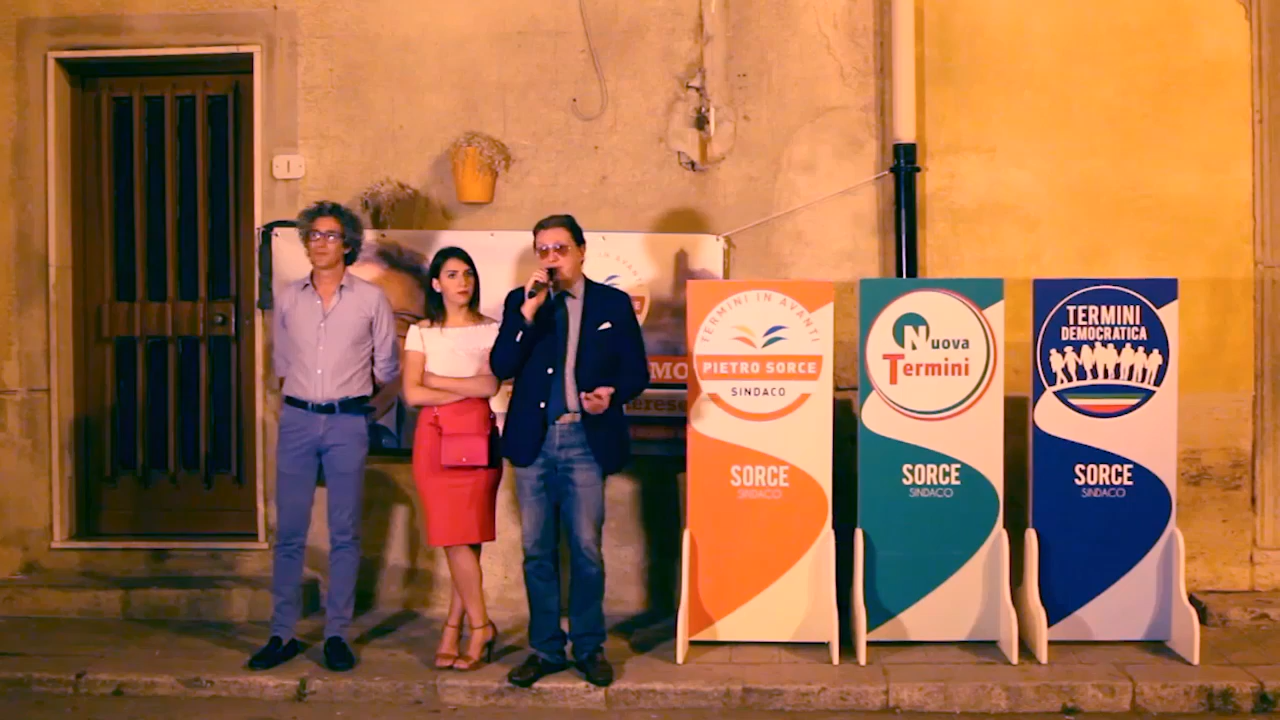 TERMINI IN AVANTI
PIETRO SORCE
SINDACO
SORCE
SINDACO
Nuova
Termini
SORCE
SINDACO
TERMINI
DEMOCRATICA
SORCE
SINDACO